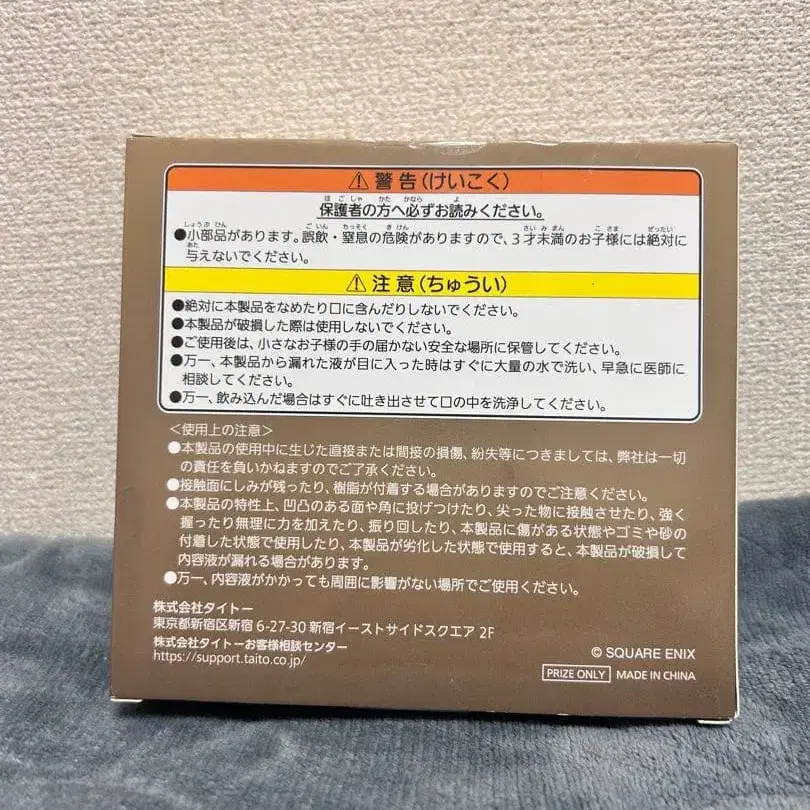 ⚠警告(けいこく)
保護者の方へ必ずお読みください。
●小部品があります。誤飲・窒息の危険がありますので、3才未満のお子様には絶対に
与えないでください。
⚠注意(ちゅうい)
●絶対に本製品をなめたり口に含んだりしないでください。
●本製品が破損した際は使用しないでください。
●ご使用後は、小さなお子様の手の届かない安全な場所に保管してください。
●万一、本製品から漏れた液が目に入った時はすぐに大量の水で洗い、早急に医師に
相談してください。
●万一、飲み込んだ場合はすぐに吐き出させて口の中を洗浄してください。
<使用上の注意>
●本製品の使用中に生じた直接または間接の損傷、紛失等につきましては、弊社は一切
の責任を負いかねますのでご了承ください。
●接触面にしみが残ったり、樹脂が付着する場合がありますのでご注意ください。
●本製品の特性上、凹凸のある面や角に投げつけたり、尖った物に接触させたり、強く
握ったり無理に力を加えたり、振り回したり、本製品に傷がある状態やゴミや砂の
付着した状態で使用したり、本製品が劣化した状態で使用すると、本製品が破損して
内容液が漏れる場合があります。
●万一、内容液がかかっても周囲に影響がない場所でご使用ください。
株式会社タイトー
東京都新宿区新宿 6-27-30 新宿イーストサイドスクエア 2F
株式会社タイトーお客様相談センター
https://support.taito.co.jp/
© SQUARE ENIX
PRIZE ONLY MADE IN CHINA